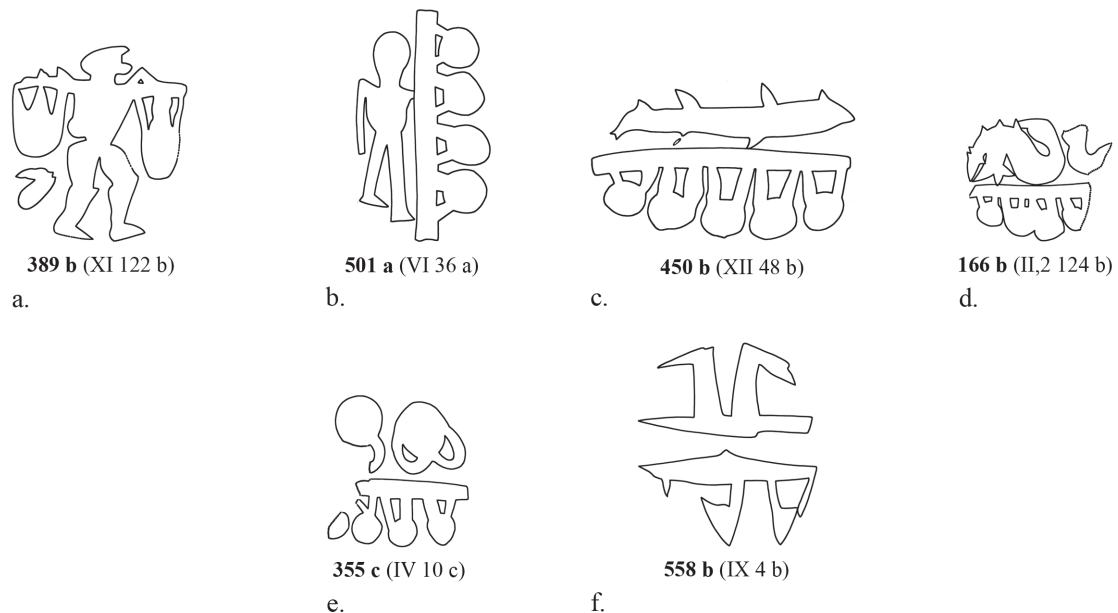 389 b (XI 122 b)
a.
501 a (VI 36 a)
b.
450 b (XII 48 b)
c.
166 b (II,2 124 b)
d.
355 c (IV 10 c)
e.
558 b (IX 4 b)
f.